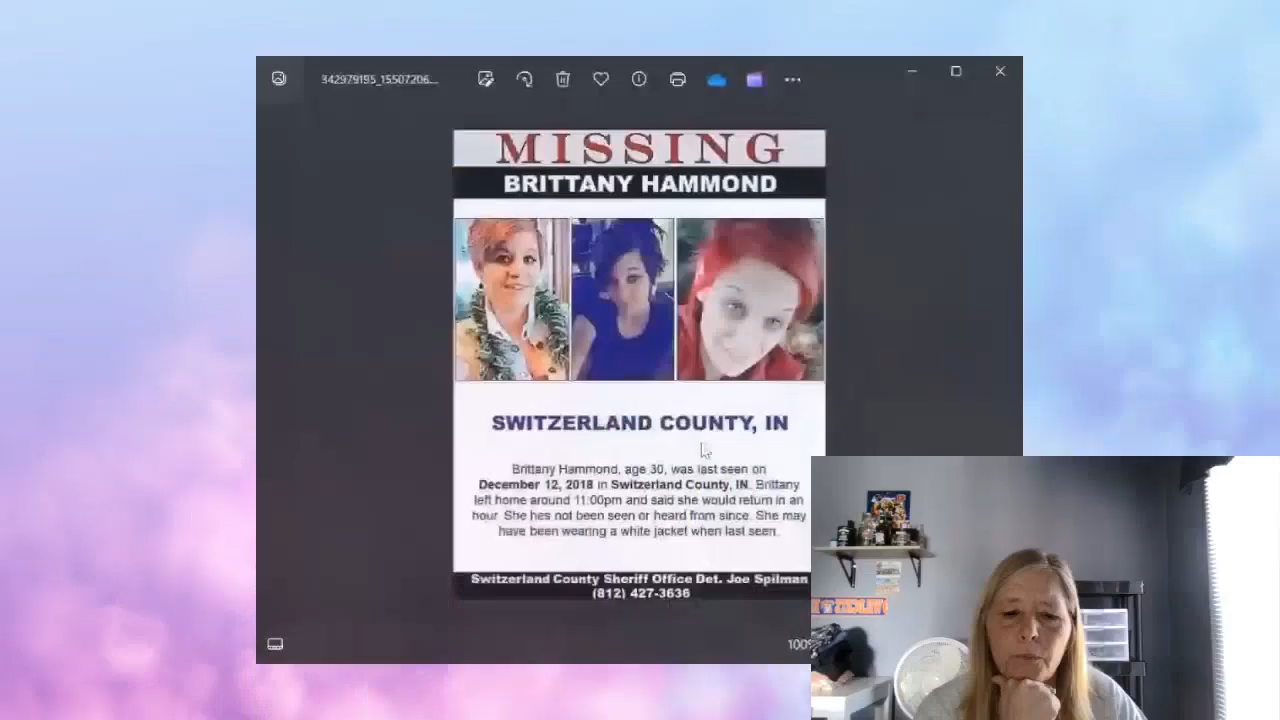 342979195_15507206...
MISSING
BRITTANY HAMMOND
SWITZERLAND COUNTY, IN
Brittany Hammond, age 30, was last seen on
December 12, 2018 in Switzerland County, IN. Brittany
left home around 11:00pm and said she would return in an
hour. She hes not been seen or heard from since. She may
have been wearing a white jacket when last seen.
Switzerland County Sheriff Office Det. Joe Spilman
(812) 427-3636
100%